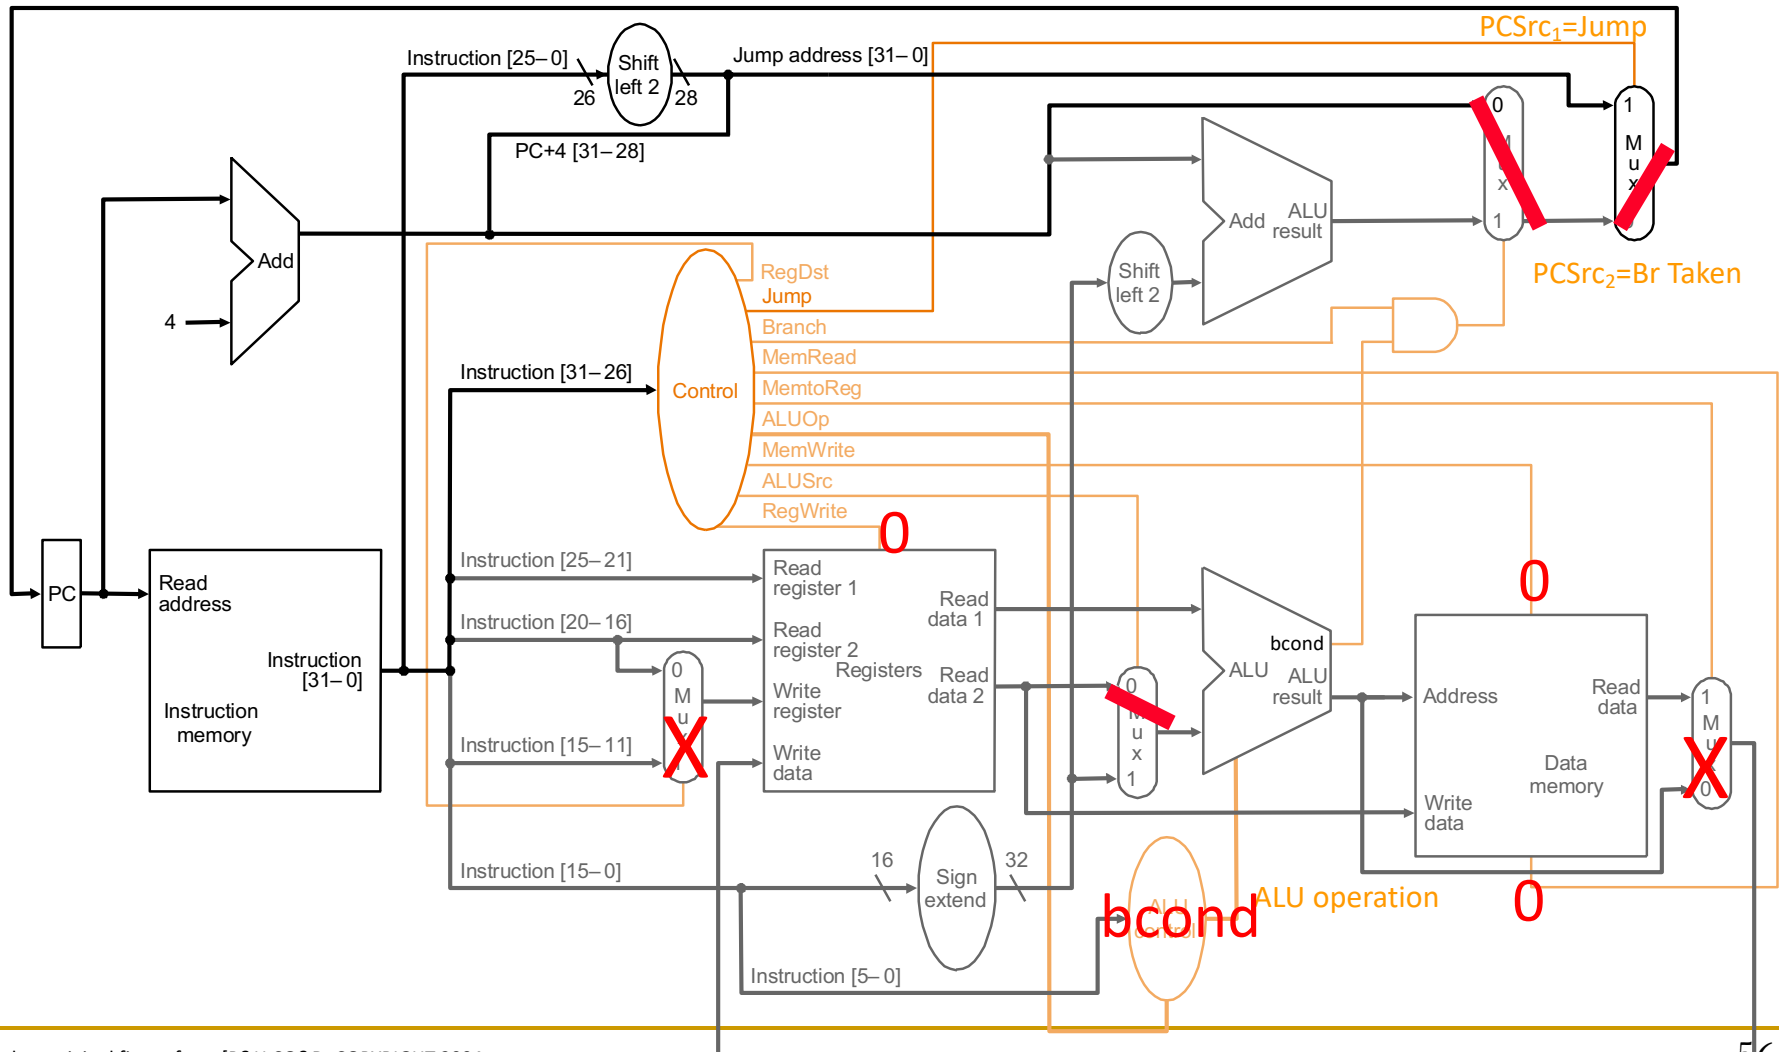 PCSrc1=Jump
Instruction [25–0]
Shift
left 2
Jump address [31–0]
26
28
0
M
u
x
1
1
M
u
x
PC+4 [31–28]
Add
ALU
result
Add
Shift
left 2
PCSrc2=Br Taken
4
RegDst
Jump
Branch
MemRead
MemtoReg
ALUOp
MemWrite
ALUSrc
RegWrite
Control
Instruction [31–26]
0
0
PC
Read
address
Instruction
[31–0]
Instruction
memory
Instruction [25–21]
Instruction [20–16]
Instruction [15–11]
Instruction [15–0]
0
M
u
X
Read
register 1
Read
register 2
Registers
Write
register
Write
data
Read
data 1
Read
data 2
0
M
u
x
1
bcond
ALU
ALU
result
Address
Read
data
Data
memory
Write
data
1
M
u
X
0
16
Sign
extend
32
ALU
control
bcond
ALU operation
0
Instruction [5–0]
56